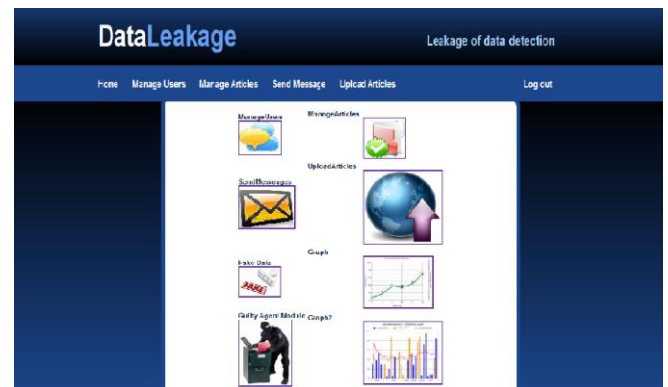 DataLeakage
Leakage of data detection
Home Manage Users Manage Articles Send Message Upload Articles Log out
ManageUsers
ManageArticles
UploadArticles
SendMessages
Graph
Fake Data
FAKE
Guilty Agent Module Graph2